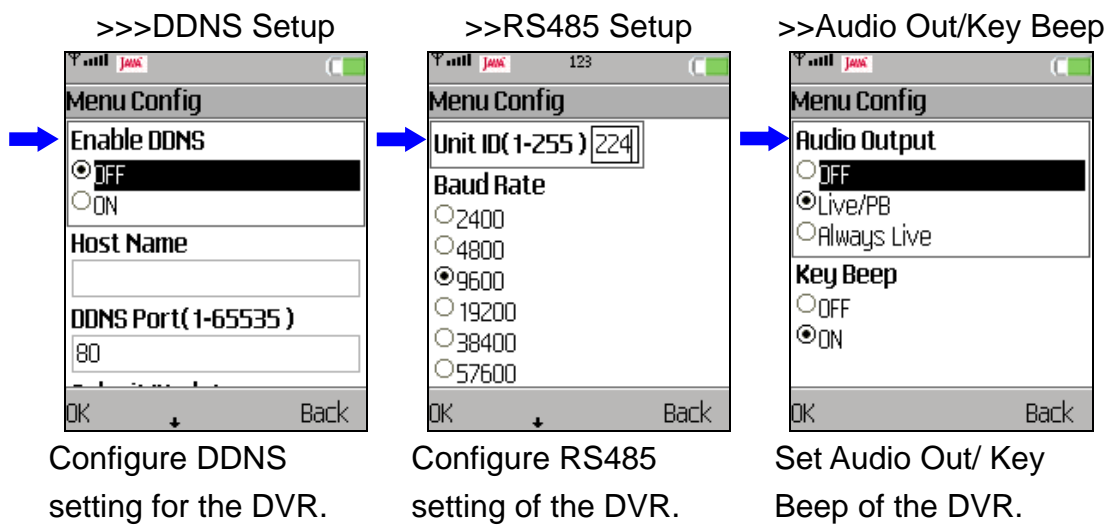 >>>DDNS Setup
JAVA
Menu Config
Enable DDNS
OFF
ON
Host Name
DDNS Port(1-65535 )
80
OK
Back
Configure DDNS
setting for the DVR.
>>RS485 Setup
JAVA
123
Menu Config
Unit ID( 1-255 ) 224
Baud Rate
2400
4800
9600
19200
38400
57600
OK
Back
Configure RS485
setting of the DVR.
>>Audio Out/Key Beep
JAVA
Menu Config
Audio Output
OFF
Live/PB
Always Live
Key Beep
OFF
ON
OK
Back
Set Audio Out/ Key
Beep of the DVR.